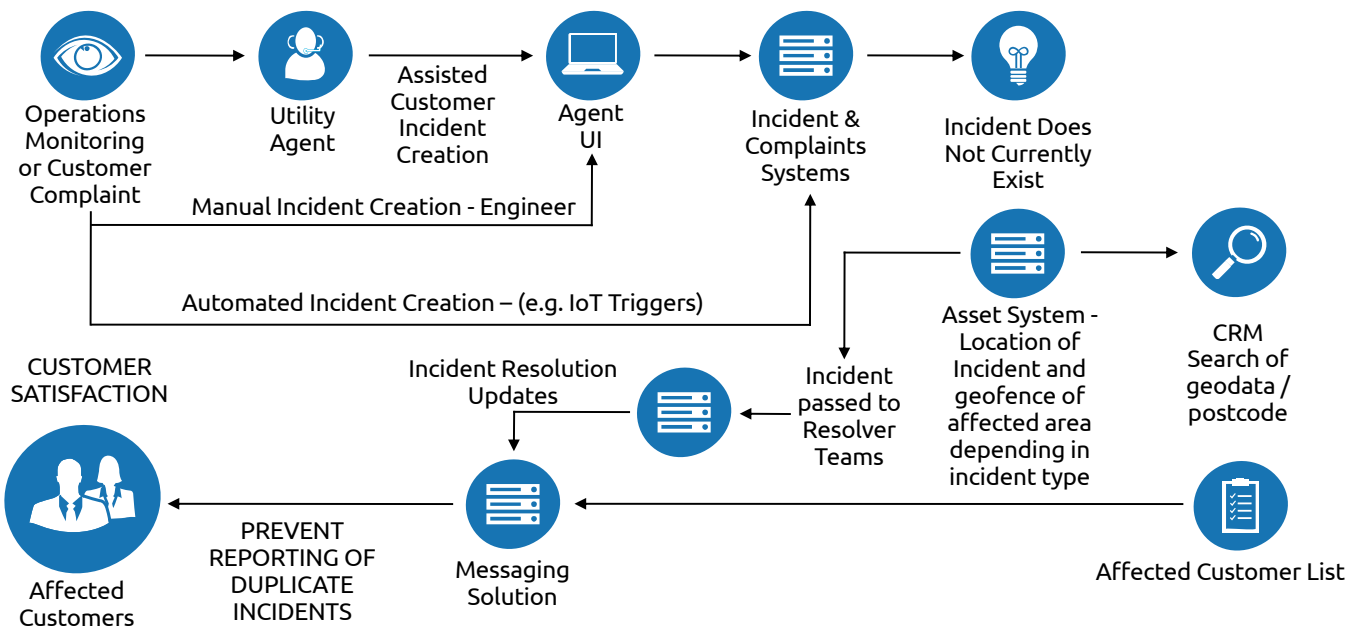 Operations
Monitoring
or Customer
Complaint
Utility
Agent
Assisted
Customer
Incident
Creation
Agent
UI
Incident &
Complaints
Systems
Incident Does
Not Currently
Exist
Manual Incident Creation - Engineer
Automated Incident Creation – (e.g. IoT Triggers)
Asset System -
Location of
Incident and
geofence of
affected area
depending in
incident type
CRM
Search of
geodata /
postcode
Incident
passed to
Resolver
Teams
Incident Resolution
Updates
CUSTOMER
SATISFACTION
Affected
Customers
PREVENT
REPORTING OF
DUPLICATE
INCIDENTS
Messaging
Solution
Affected Customer List